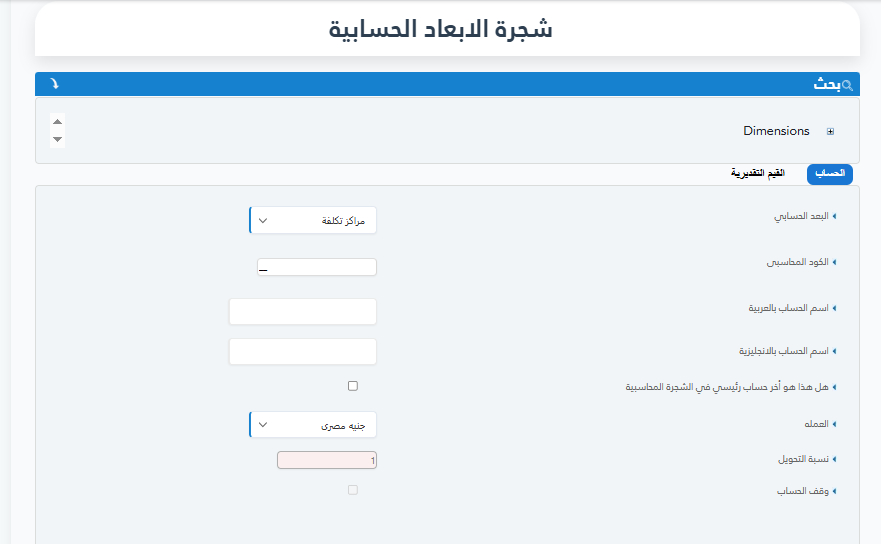 شجرة الابعاد الحسابية
بحث
Dimensions
الحساب
القيم التقديرية
البعد الحسابي
مراكز تكلفة
الكود المحاسبى
__
اسم الحساب بالعربية
اسم الحساب بالانجليزية
هل هذا هو أخر حساب رئيسي في الشجرة المحاسبية
العمله
جنيه مصرى
نسبة التحويل
1
وقف الحساب